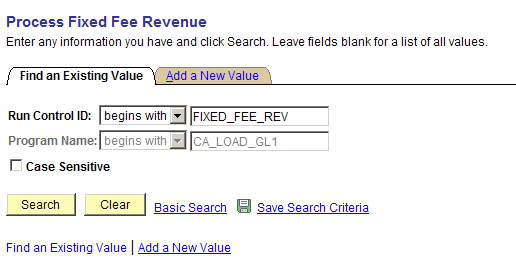 Process Fixed Fee Revenue
Enter any information you have and click Search. Leave fields blank for a list of all values.
Find an Existing Value Add a New Value
Run Control ID: begins with FIXED_FEE_REV
Program Name: begins with CA_LOAD_GL1
Case Sensitive
Search Clear Basic Search Save Search Criteria
Find an Existing Value | Add a New Value